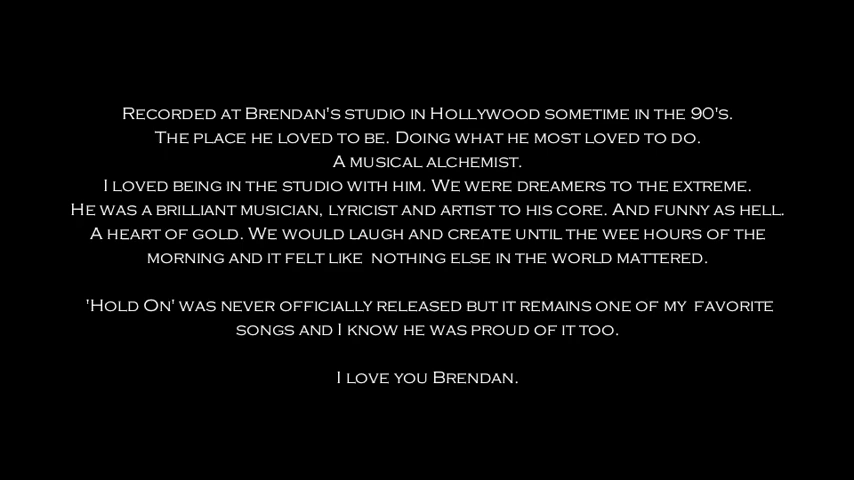 Recorded at Brendan's studio in Hollywood sometime in the 90's.
The place he loved to be. Doing what he most loved to do.
A musical alchemist.
I loved being in the studio with him. We were dreamers to the extreme.
He was a brilliant musician, lyricist and artist to his core. And funny as hell.
A heart of gold. We would laugh and create until the wee hours of the
morning and it felt like nothing else in the world mattered.
'Hold On' was never officially released but it remains one of my favorite
songs and I know he was proud of it too.
I love you Brendan.